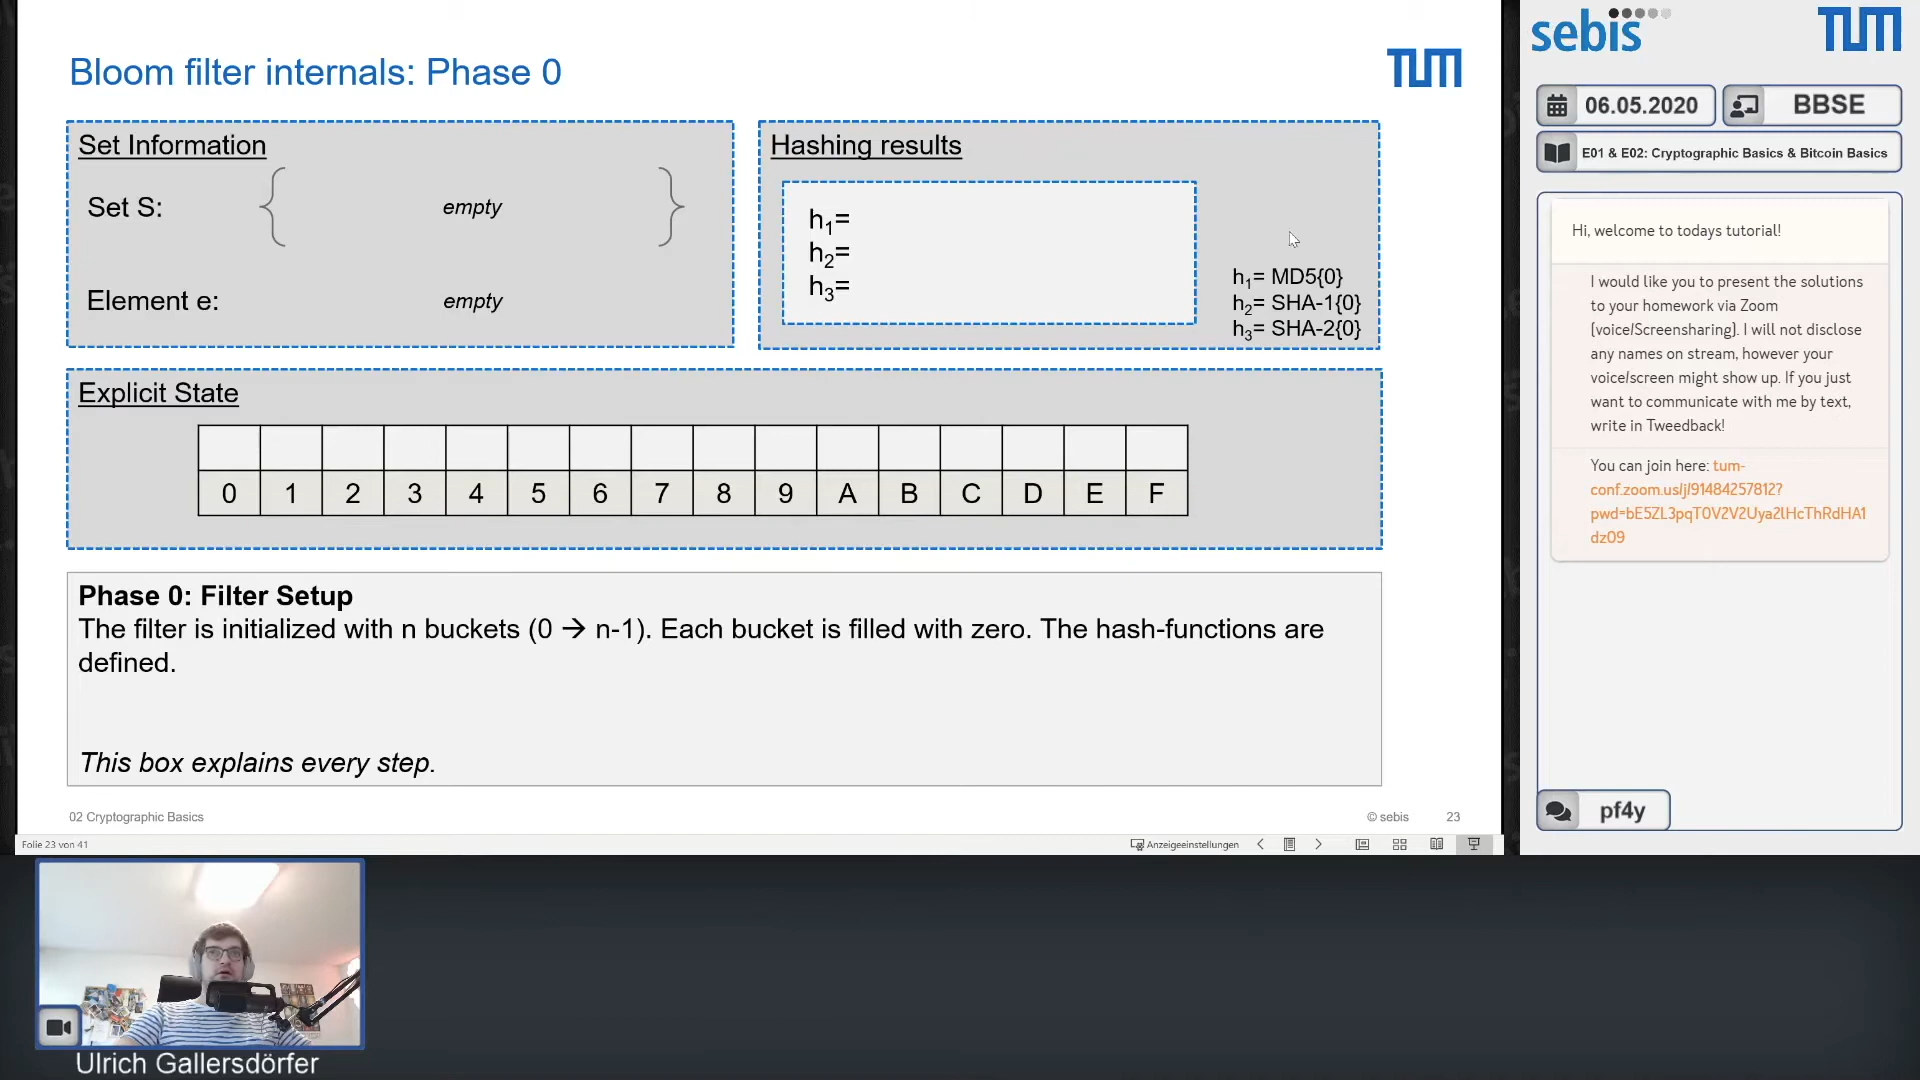 Bloom filter internals: Phase 0
TUM
Set Information
Set S:
empty
Element e:
empty
Hashing results
h1=
h2=
h3=
h1= MD5{0}
h2= SHA-1{0}
h3= SHA-2{0}
Explicit State
0 1 2 3 4 5 6 7 8 9 A B C D E F
Phase 0: Filter Setup
The filter is initialized with n buckets (0 → n-1). Each bucket is filled with zero. The hash-functions are
defined.
This box explains every step.
02 Cryptographic Basics
© sebis 23
Folie 23 von 41
Anzeigeeinstellungen
sebis
TUM
06.05.2020
BBSE
E01 & E02: Cryptographic Basics & Bitcoin Basics
Hi, welcome to todays tutorial!
I would like you to present the solutions
to your homework via Zoom
(voice/Screensharing). I will not disclose
any names on stream, however your
voice/screen might show up. If you just
want to communicate with me by text,
write in Tweedback!
You can join here: tum-
conf.zoom.us/j/91484257812?
pwd=bE5ZL3pqT0V2V2Uya2lHcThRdHA1
dz09
pf4y
Ulrich Gallersdörfer